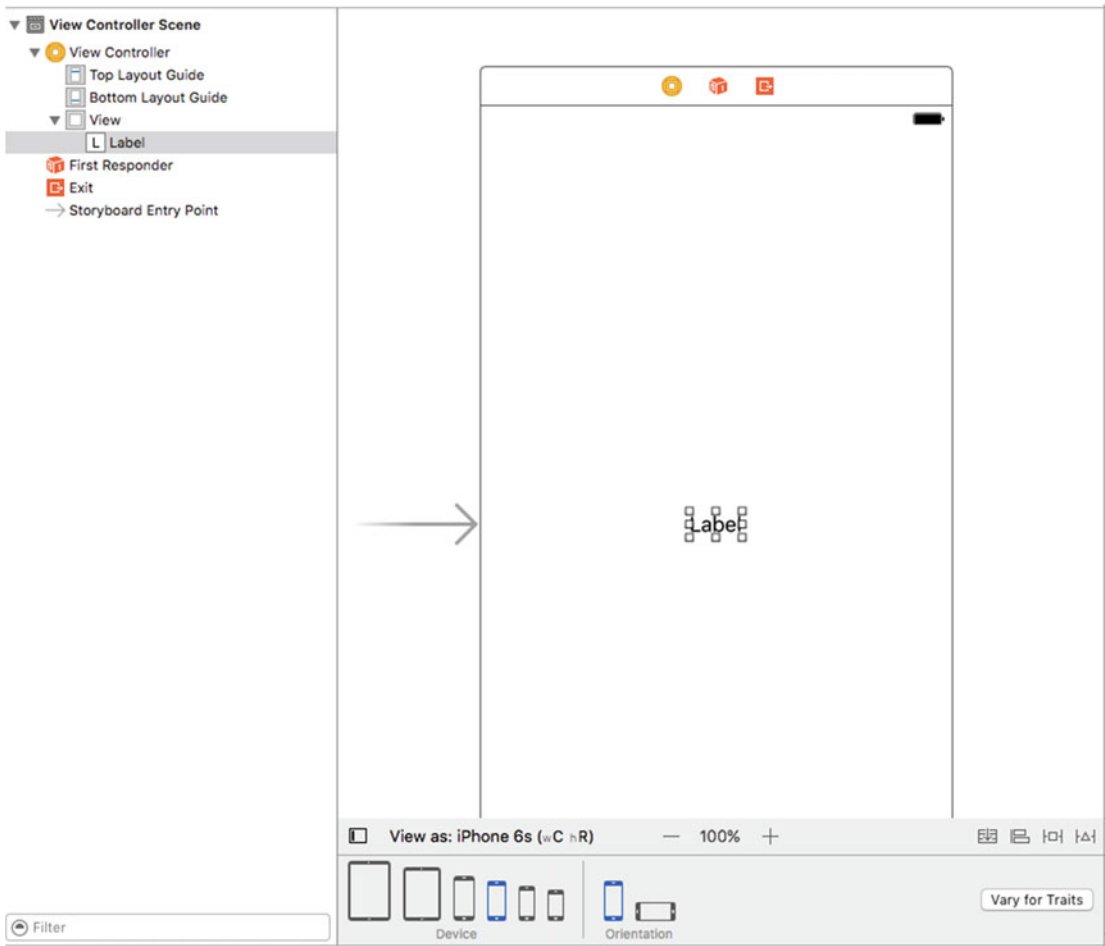 View Controller Scene
View Controller
Top Layout Guide
Bottom Layout Guide
View
L Label
First Responder
Exit
Storyboard Entry Point
Filter
Label
View as: iPhone 6s (wC hR)
— 100% +
Device
Orientation
Vary for Traits